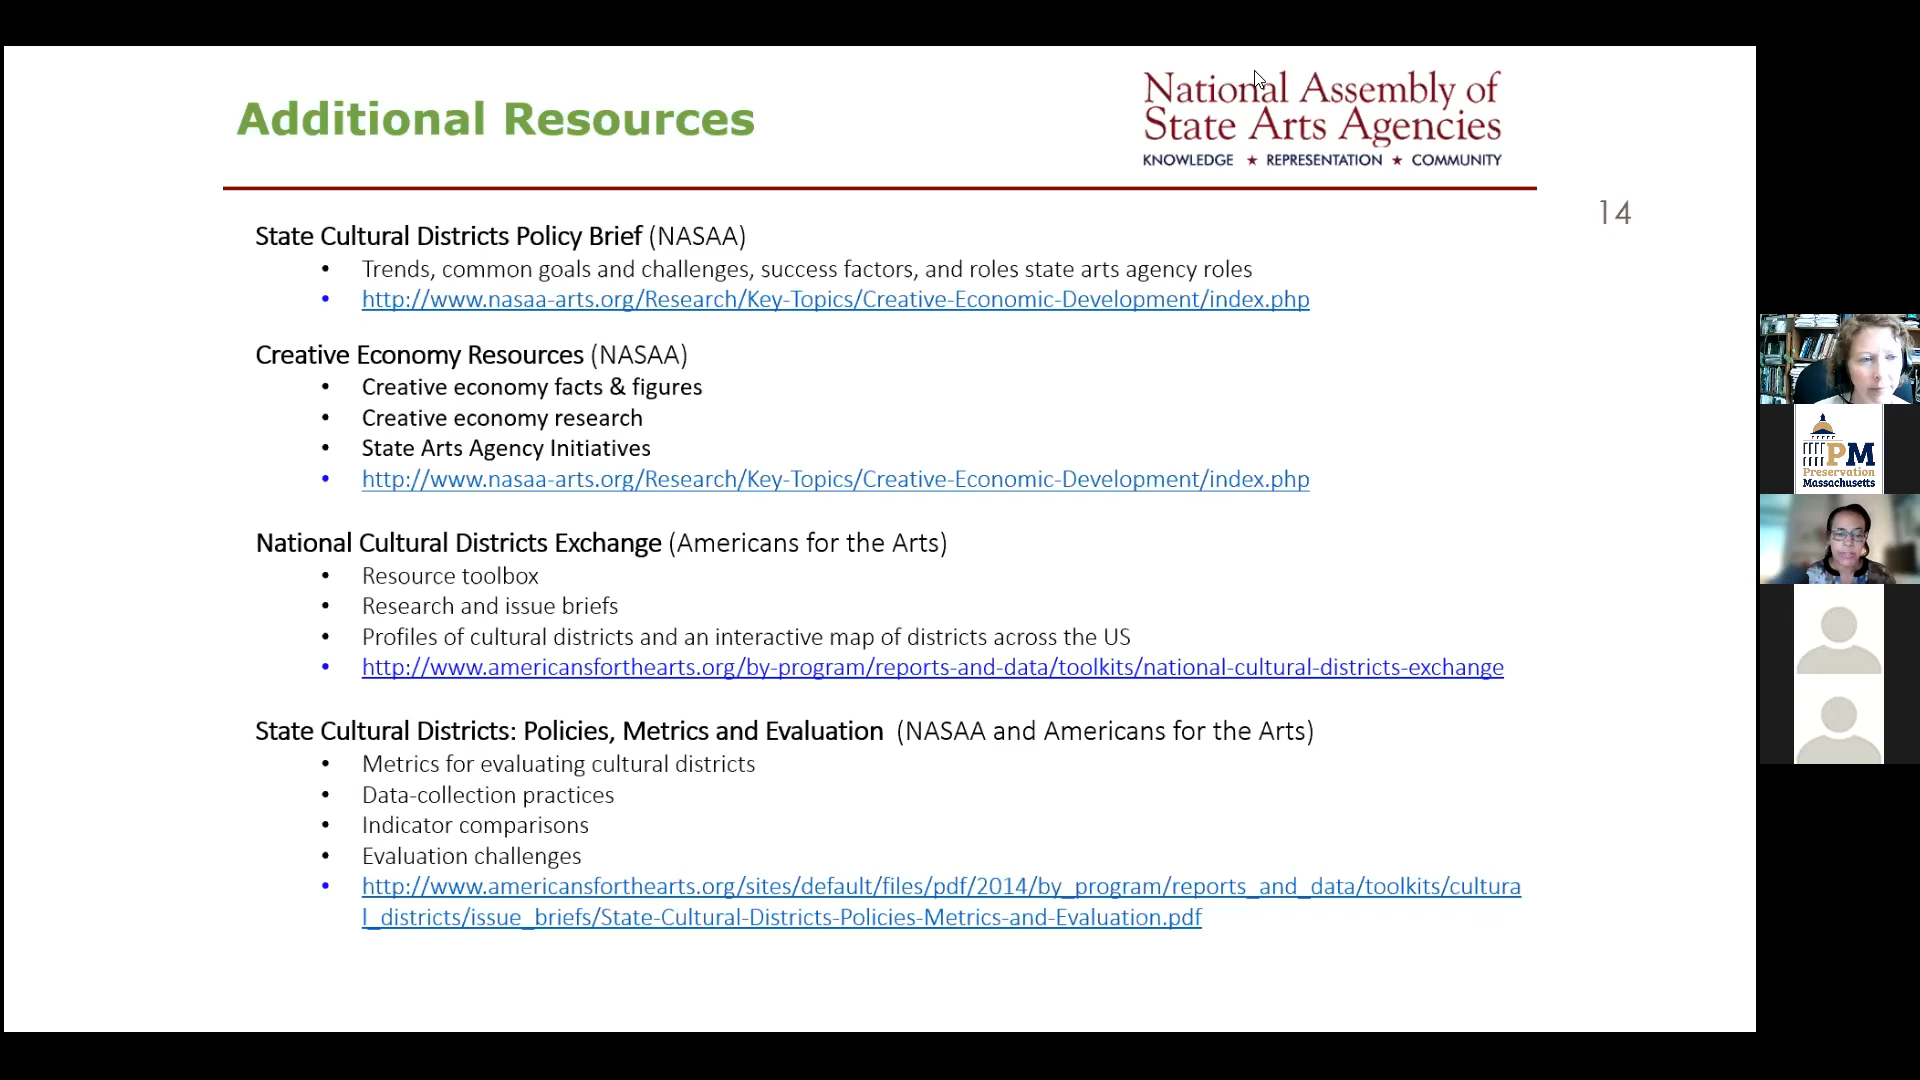 Additional Resources
National Assembly of
State Arts Agencies
KNOWLEDGE ★ REPRESENTATION ★ COMMUNITY
14
State Cultural Districts Policy Brief (NASAA)
• Trends, common goals and challenges, success factors, and roles state arts agency roles
• http://www.nasaa-arts.org/Research/Key-Topics/Creative-Economic-Development/index.php
Creative Economy Resources (NASAA)
• Creative economy facts & figures
• Creative economy research
• State Arts Agency Initiatives
• http://www.nasaa-arts.org/Research/Key-Topics/Creative-Economic-Development/index.php
National Cultural Districts Exchange (Americans for the Arts)
• Resource toolbox
• Research and issue briefs
• Profiles of cultural districts and an interactive map of districts across the US
• http://www.americansforthearts.org/by-program/reports-and-data/toolkits/national-cultural-districts-exchange
State Cultural Districts: Policies, Metrics and Evaluation (NASAA and Americans for the Arts)
• Metrics for evaluating cultural districts
• Data-collection practices
• Indicator comparisons
• Evaluation challenges
• http://www.americansforthearts.org/sites/default/files/pdf/2014/by_program/reports_and_data/toolkits/cultura
l_districts/issue_briefs/State-Cultural-Districts-Policies-Metrics-and-Evaluation.pdf
PM
Preservation
Massachusetts